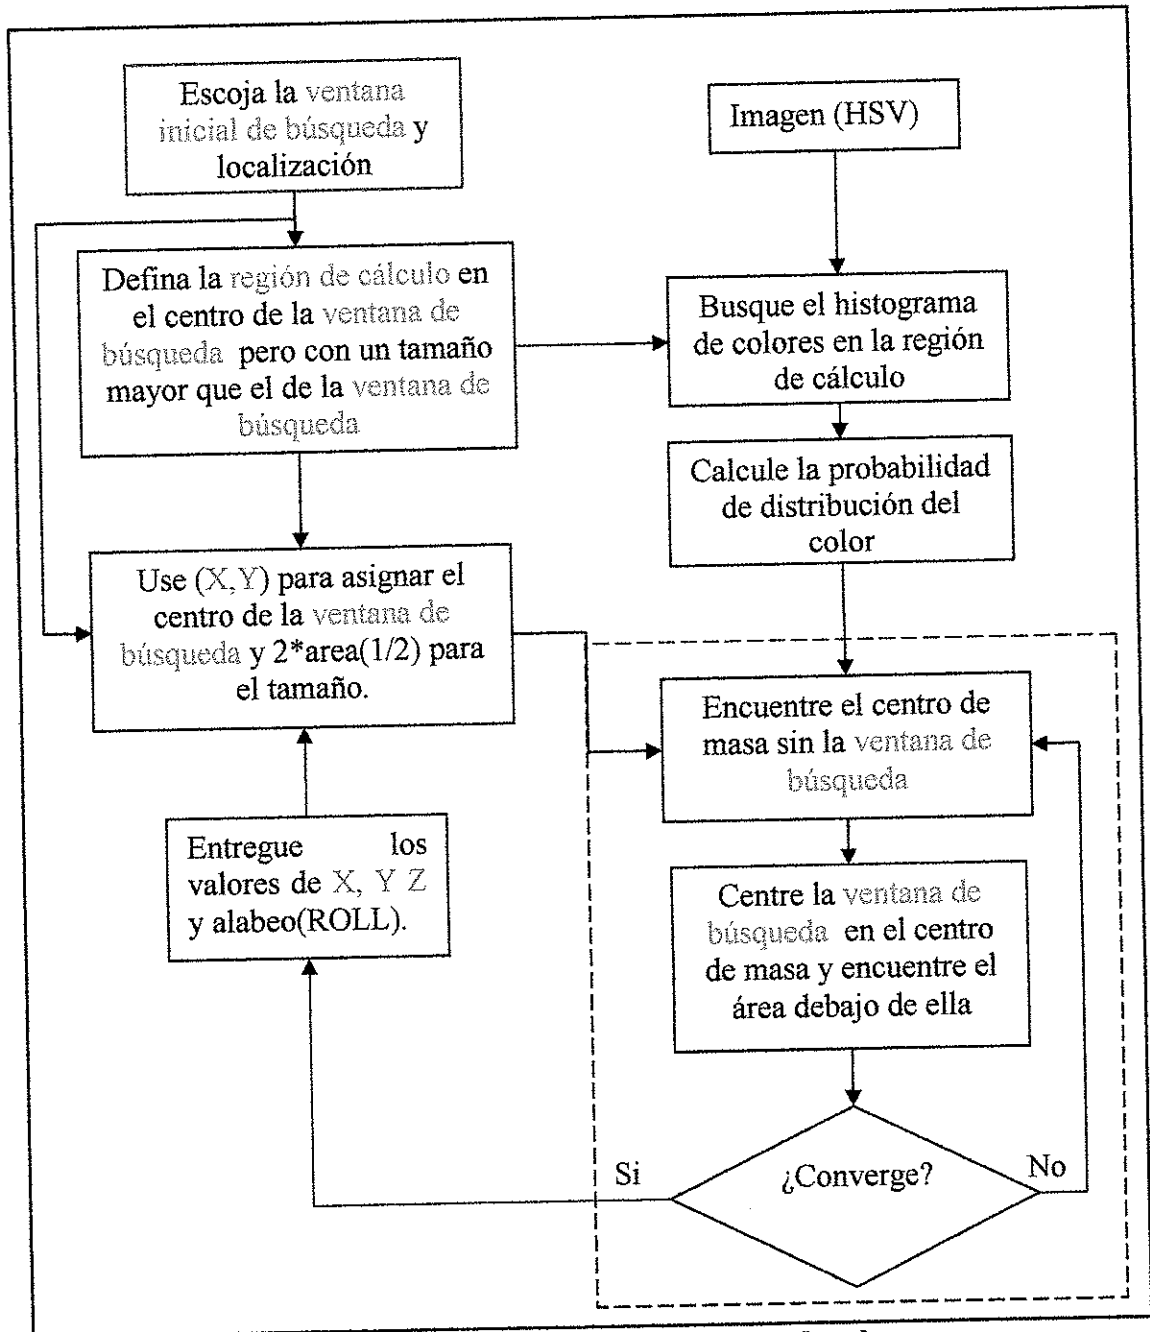 Escoja la ventana
inicial de búsqueda y
localización
Imagen (HSV)
Defina la región de cálculo en
el centro de la ventana de
búsqueda pero con un tamaño
mayor que el de la ventana de
búsqueda
Busque el histograma
de colores en la región
de cálculo
Calcule la probabilidad
de distribución del
color
Use (X,Y) para asignar el
centro de la ventana de
búsqueda y 2*area(1/2) para
el tamaño.
Encuentre el centro de
masa sin la ventana de
búsqueda
Entregue los
valores de X, Y Z
y alabeo(ROLL).
Centre la ventana de
búsqueda en el centro
de masa y encuentre el
área debajo de ella
Si
¿Converge?
No